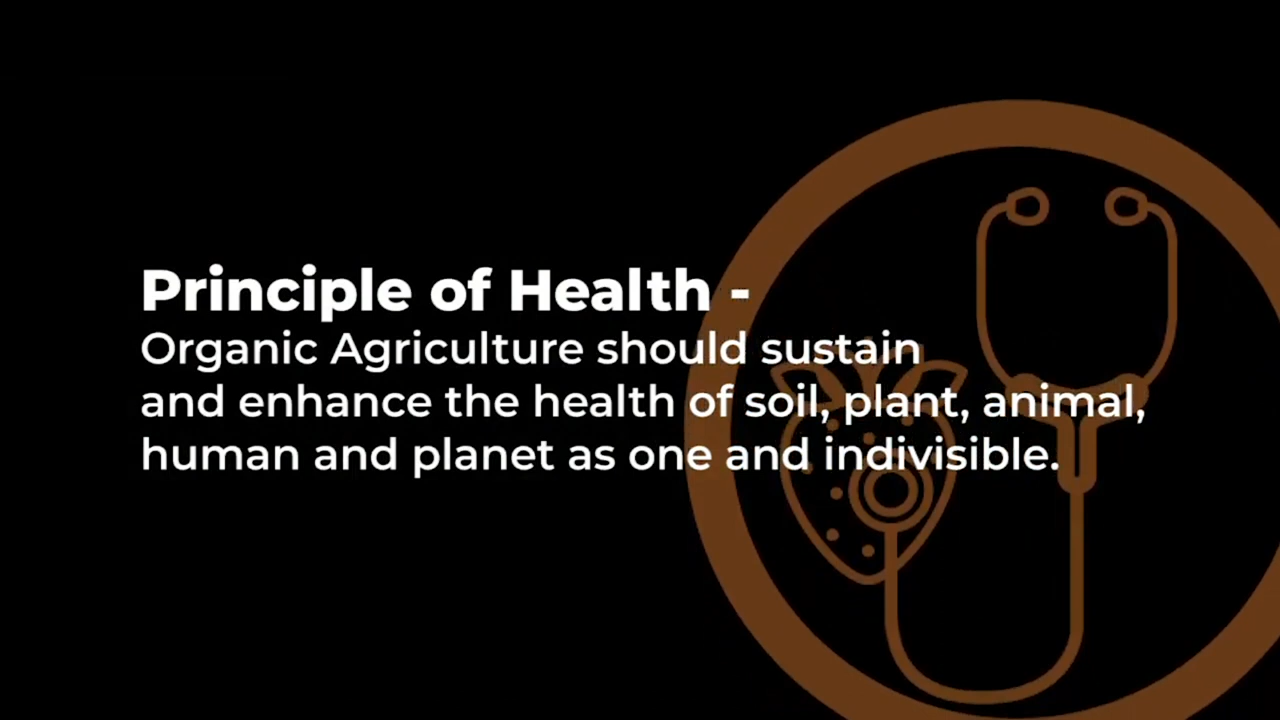 Principle of Health -
Organic Agriculture should sustain
and enhance the health of soil, plant, animal,
human and planet as one and indivisible.